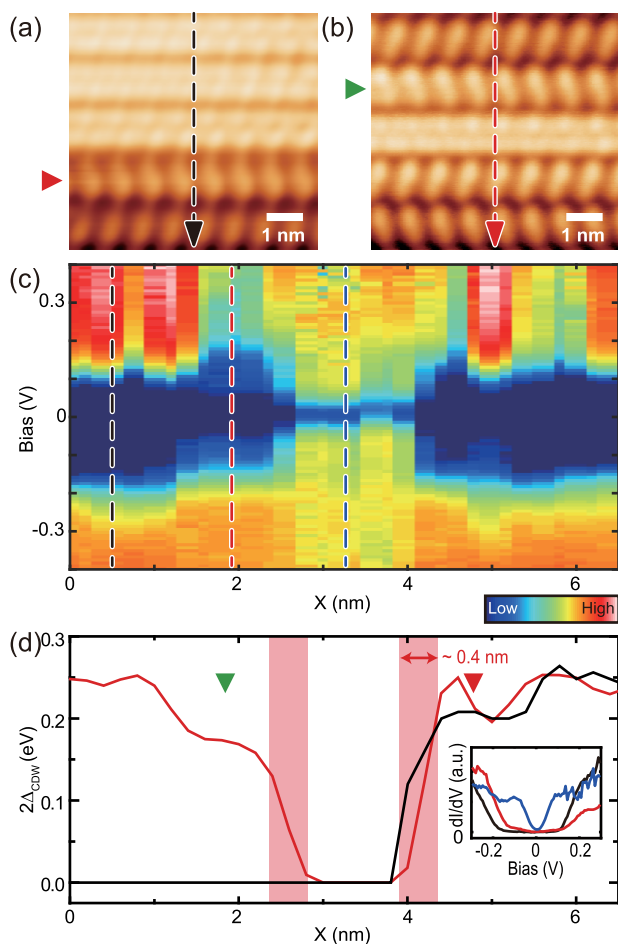 (a)
(b)
1 nm
1 nm
(c)
0.3
0
-0.3
Bias (V)
0
2
4
6
X (nm)
Low
High
(d)
0.3
0.2
0.1
0.0
2ΔCDW (eV)
~ 0.4 nm
dI/dV (a.u.)
0
-0.2
0
0.2
Bias (V)
0
2
4
6
X (nm)